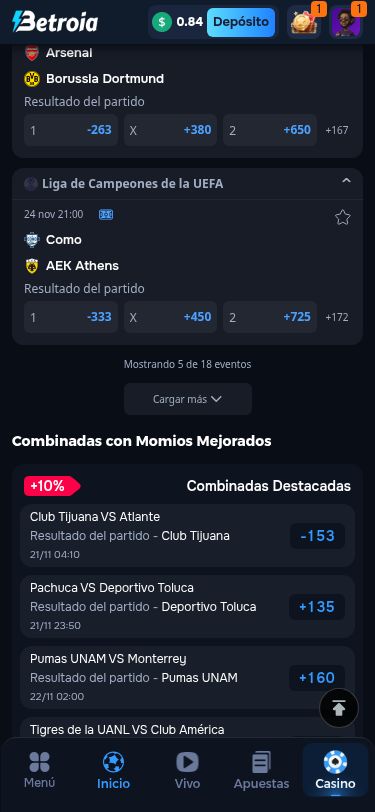 Betroia
$ 0.84 Depósito
1
1
Arsenal
Borussia Dortmund
Resultado del partido
1 -263 X +380 2 +650 +167
Liga de Campeones de la UEFA
24 nov 21:00
Como
AEK Athens
Resultado del partido
1 -333 X +450 2 +725 +172
Mostrando 5 de 18 eventos
Cargar más
Combinadas con Momios Mejorados
+10% Combinadas Destacadas
Club Tijuana VS Atlante
Resultado del partido - Club Tijuana -153
21/11 04:10
Pachuca VS Deportivo Toluca
Resultado del partido - Deportivo Toluca +135
21/11 23:50
Pumas UNAM VS Monterrey
Resultado del partido - Pumas UNAM +160
22/11 02:00
Tigres de la UANL VS Club América
Menú Inicio Vivo Apuestas Casino